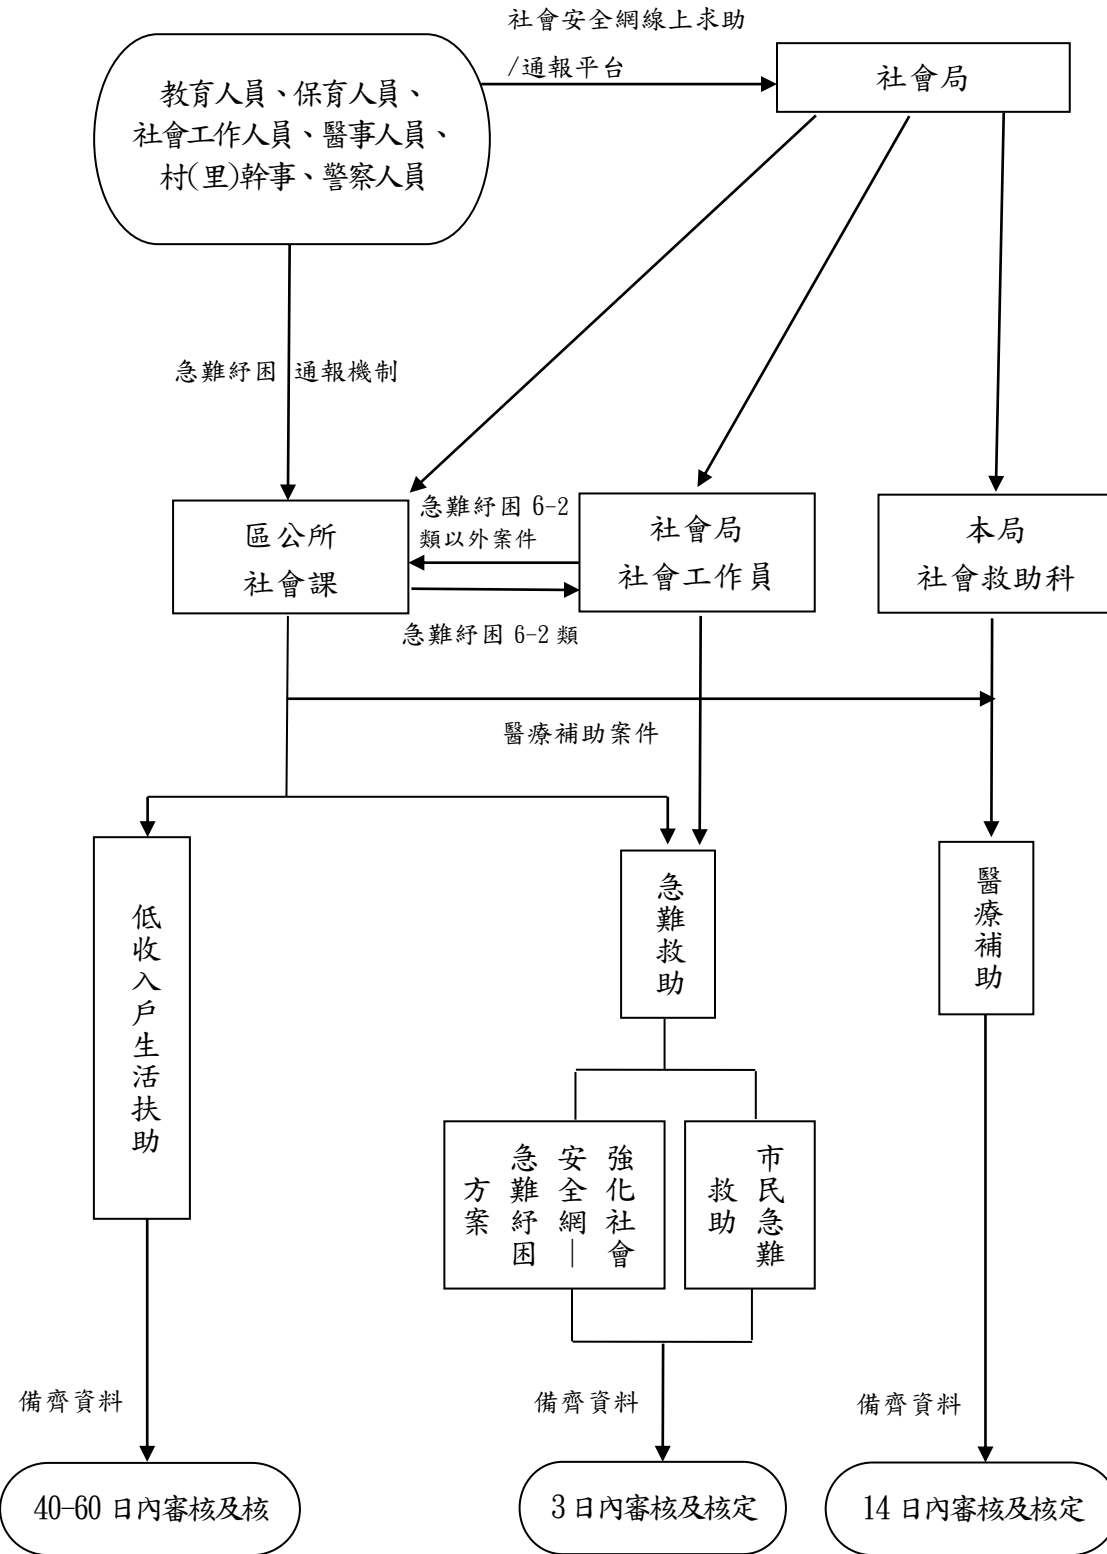 社會安全網線上求助
/通報平台
教育人員、保育人員、
社會工作人員、醫事人員、
村(里)幹事、警察人員
社會局
急難紓困 通報機制
區公所
社會課
急難紓困 6-2
類以外案件
社會局
社會工作員
本局
社會救助科
急難紓困 6-2 類
醫療補助案件
低收入戶生活扶助
急難救助
醫療補助
強化社會
安全網—
急難紓困
方案
市民急難
救助
備齊資料
備齊資料
備齊資料
40-60 日內審核及核
3 日內審核及核定
14 日內審核及核定